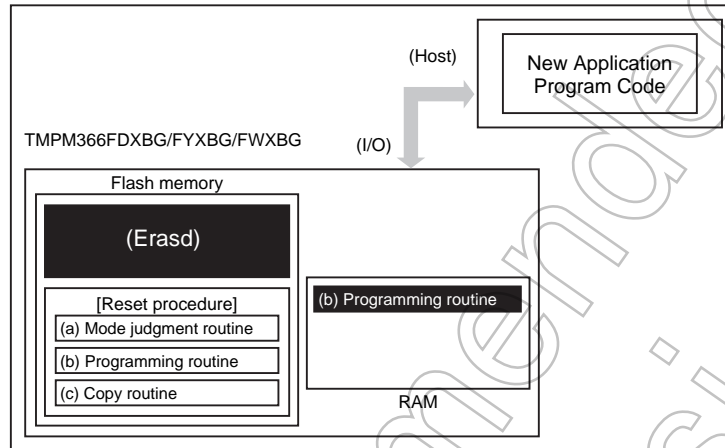 (Host)
New Application
Program Code
TMPM366FDXBG/FYXBG/FWXBG
(I/O)
Flash memory
(Erasd)
[Reset procedure]
(a) Mode judgment routine
(b) Programming routine
(c) Copy routine
(b) Programming routine
RAM